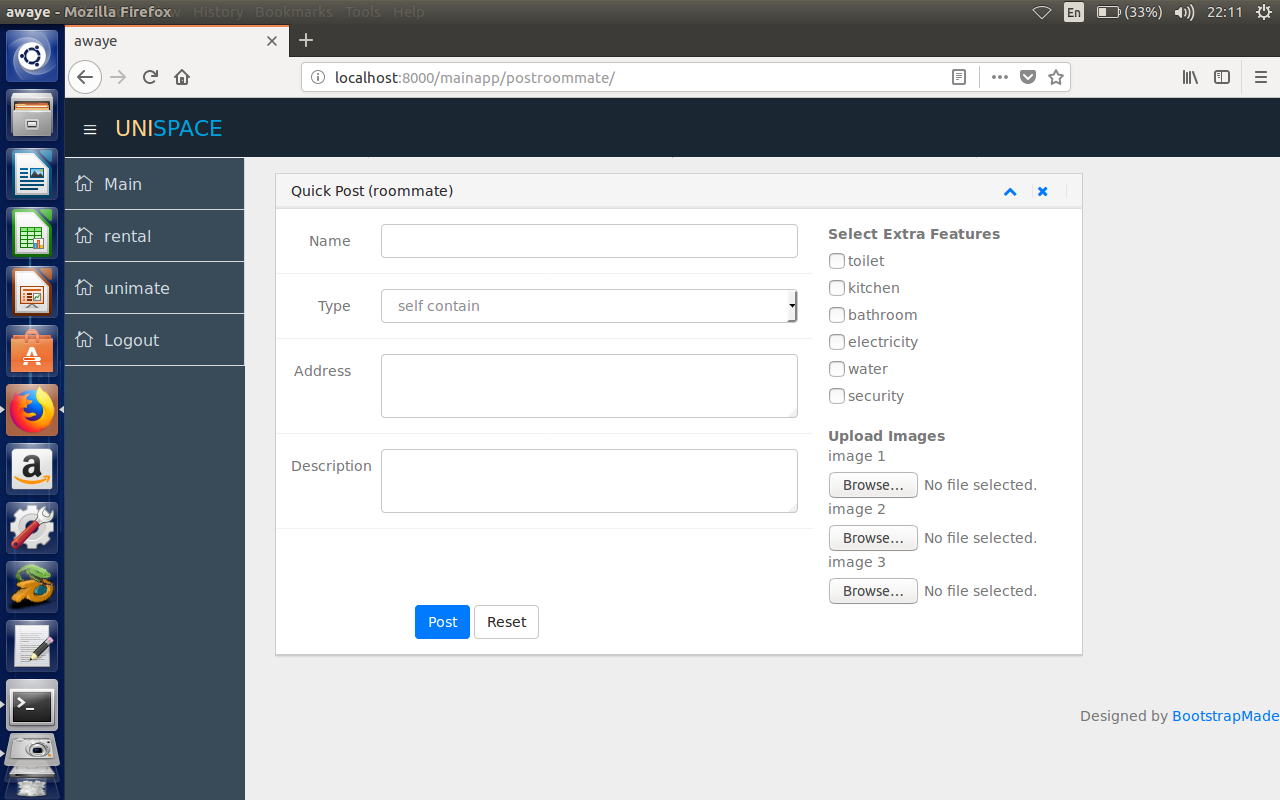 awaye - Mozilla Firefox History Bookmarks Tools Help En (33%) 22:11
awaye
localhost:8000/mainapp/postroommate/
UNISPACE
Main
rental
unimate
Logout
Quick Post (roommate)
Name
Type self contain
Address
Description
Post Reset
Select Extra Features
toilet
kitchen
bathroom
electricity
water
security
Upload Images
image 1
Browse... No file selected.
image 2
Browse... No file selected.
image 3
Browse... No file selected.
Designed by BootstrapMade